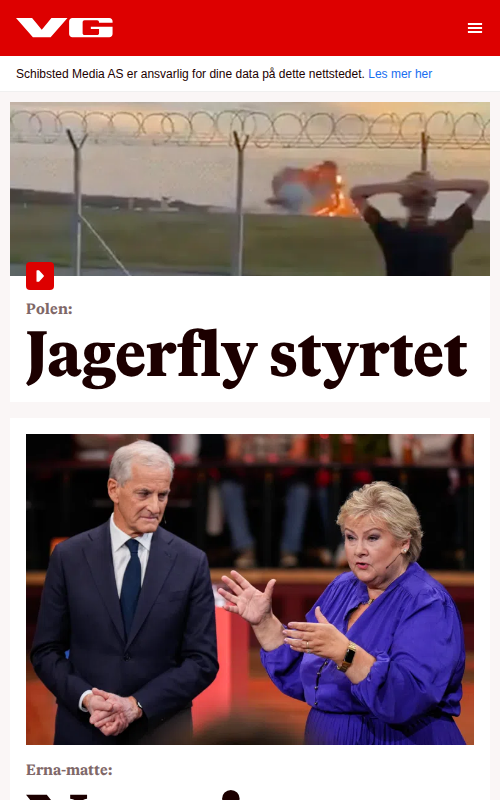 VG
Schibsted Media AS er ansvarlig for dine data på dette nettstedet. Les mer her
Polen:
Jagerfly styrtet
Erna-matte: